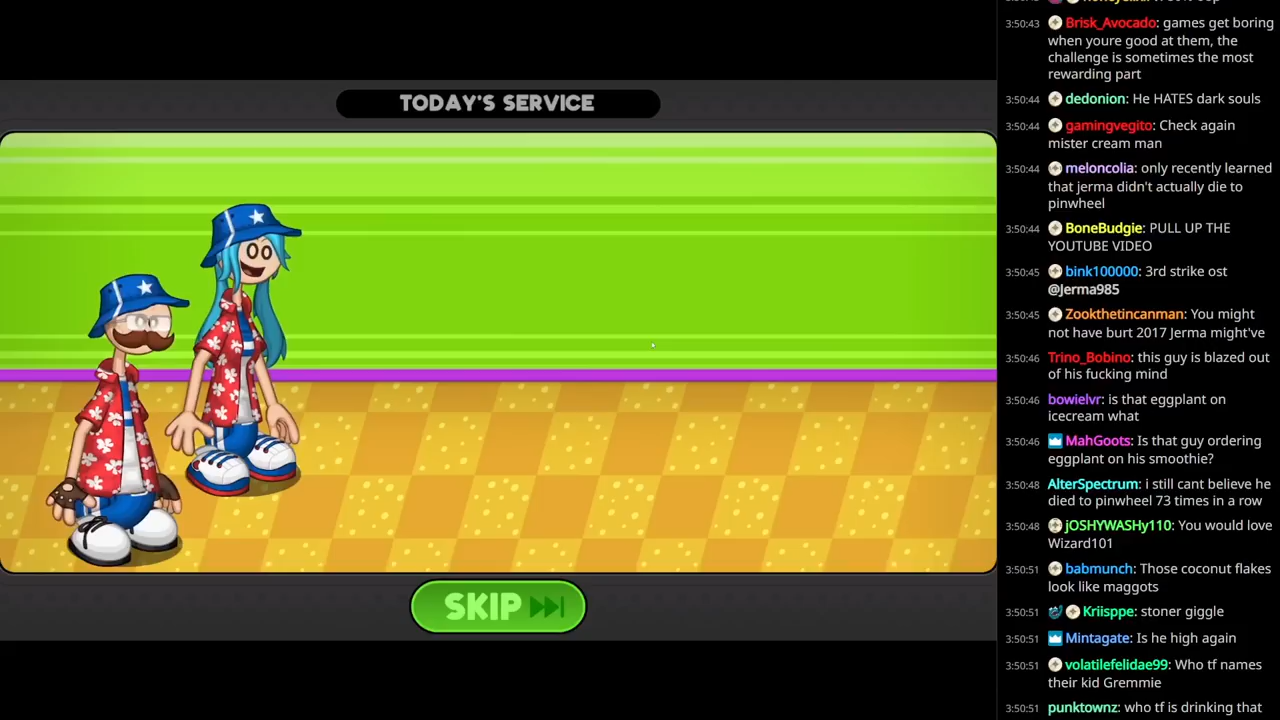 TODAY'S SERVICE
SKIP
3:50:43 Brisk_Avocado: games get boring
when youre good at them, the
challenge is sometimes the most
rewarding part
3:50:44 dedonion: He HATES dark souls
3:50:44 gamingvegito: Check again
mister cream man
3:50:44 meloncolia: only recently learned
that jerma didn't actually die to
pinwheel
3:50:44 BoneBudgie: PULL UP THE
YOUTUBE VIDEO
3:50:45 bink100000: 3rd strike ost
@Jerma985
3:50:45 Zookthetincanman: You might
not have burt 2017 Jerma might've
3:50:46 Trino_Bobino: this guy is blazed out
of his fucking mind
3:50:46 bowielvr: is that eggplant on
icecream what
3:50:46 MahGoots: Is that guy ordering
eggplant on his smoothie?
3:50:48 AlterSpectrum: i still cant believe he
died to pinwheel 73 times in a row
3:50:48 jOSHYWASHy110: You would love
Wizard101
3:50:51 babmunch: Those coconut flakes
look like maggots
3:50:51 Kriisppe: stoner giggle
3:50:51 Mintagate: Is he high again
3:50:51 volatilefelidae99: Who tf names
their kid Gremmie
3:50:51 punktownz: who tf is drinking that